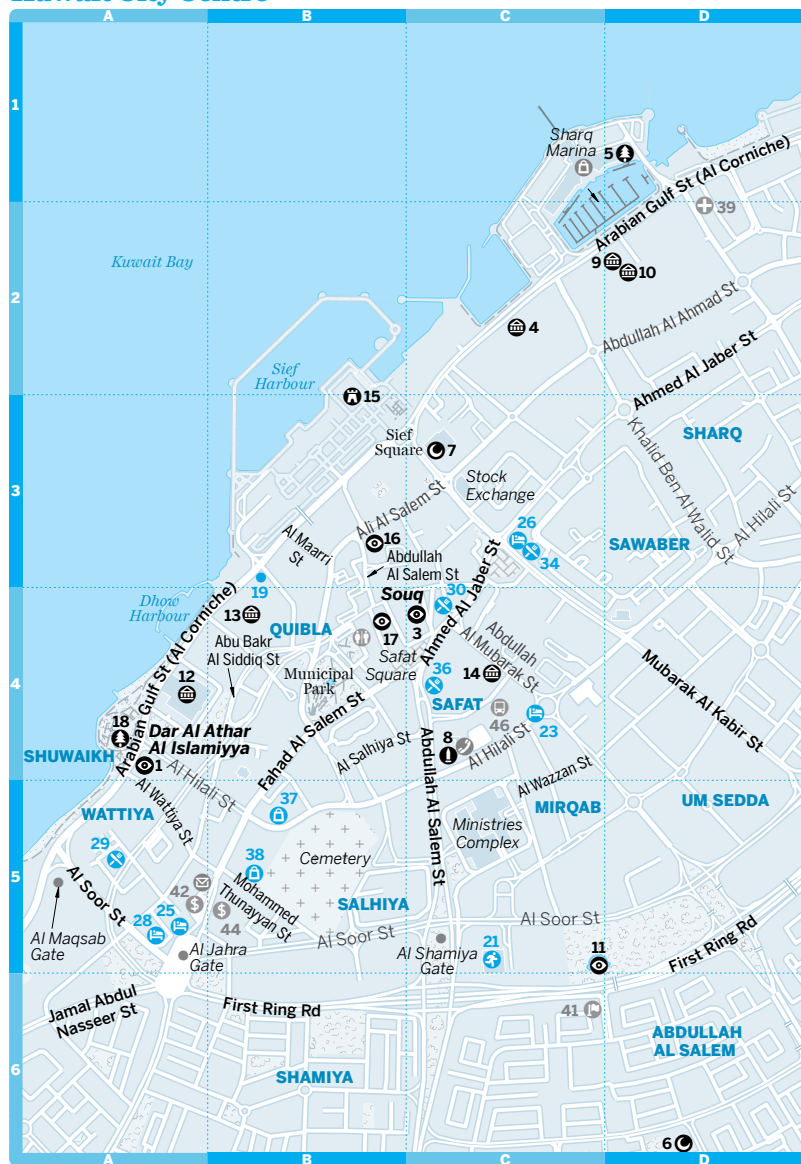 A B C D
1
Sharq
Marina
5
Arabian Gulf St (Al Corniche)
39
Kuwait Bay
2
9
10
4
Abdullah Al Ahmad St
Ahmed Al Jaber St
Sief
Harbour
15
SHARQ
Sief
Square
7
Khalid Ben Al Walid St
Stock
Exchange
3
Ali Al Salem St
Al Hilali St
26
Al Maarri
St
16
34
SAWABER
Abdullah
Al Salem St
19
Souq
30
Ahmed Al Jaber St
Dhow
Harbour
13
QUIBLA
17
3
Abu Bakr
Al Siddiq St
Safat
Square
Abdullah
Al Mubarak St
Arabian Gulf St (Al Corniche)
4
12
Municipal
Park
36
14
Mubarak Al Kabir St
SAFAT
46
23
18
Dar Al Athar
Al Islamiyya
Fahad Al Salem St
Al Salhiya St
8
Al Hilali St
SHUWAIKH
1
Al Hilali St
Abdullah Al Salem St
Al Wazzan St
WATTIYA
Al Wattiya St
37
MIRQAB
UM SEDDA
Ministries
Complex
29
38
Cemetery
5
Al Soor St
42
Mohammed
Thunayyan St
SALHIYA
28
25
44
Al Soor St
Al Soor St
Al Maqsab
Gate
Al Jahra
Gate
Al Shamiya
Gate
21
11
First Ring Rd
Jamal Abdul
Nasseer St
First Ring Rd
41
ABDULLAH
AL SALEM
6
SHAMIYA
6
A B C D